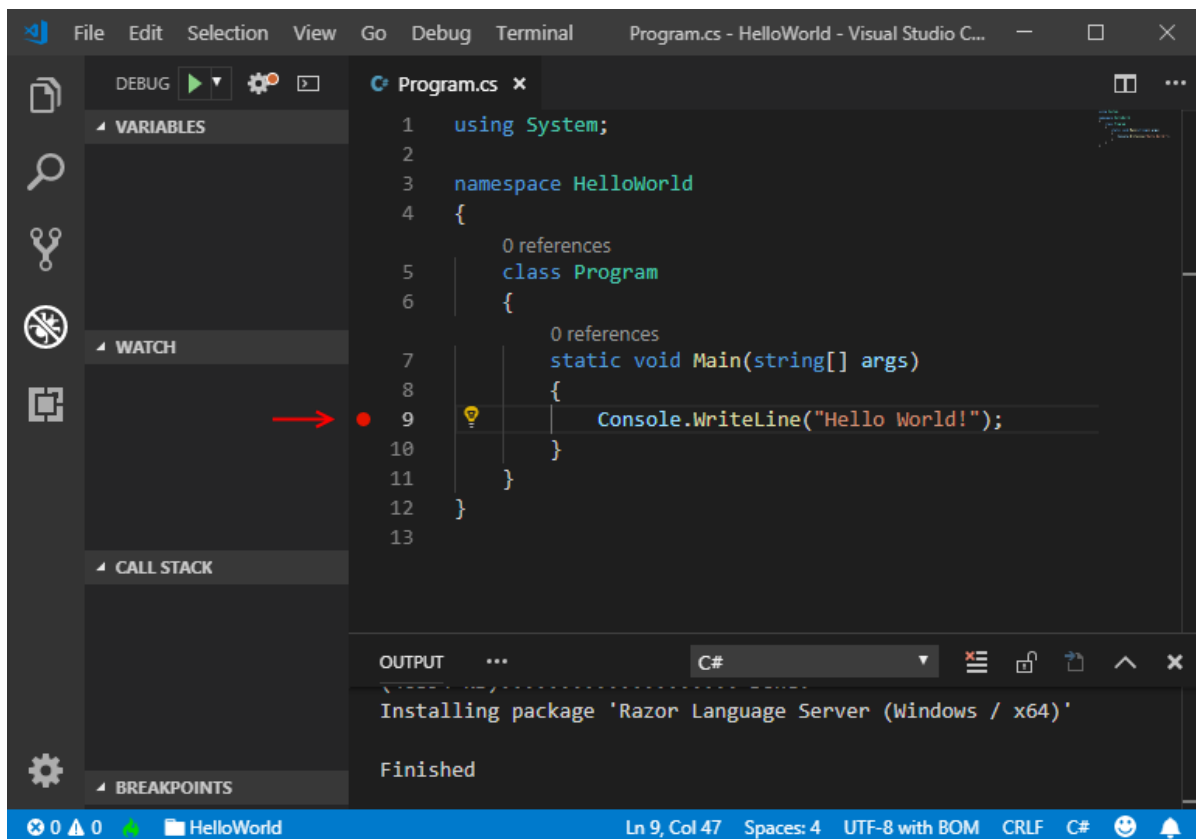 File Edit Selection View Go Debug Terminal Program.cs - HelloWorld - Visual Studio C...
DEBUG
VARIABLES
WATCH
CALL STACK
BREAKPOINTS
C# Program.cs
1 using System;
2
3 namespace HelloWorld
4 {
0 references
5 class Program
6 {
0 references
7 static void Main(string[] args)
8 {
9 Console.WriteLine("Hello World!");
10 }
11 }
12 }
13
OUTPUT ... C#
Installing package 'Razor Language Server (Windows / x64)'
Finished
0 0 HelloWorld Ln 9, Col 47 Spaces: 4 UTF-8 with BOM CRLF C#